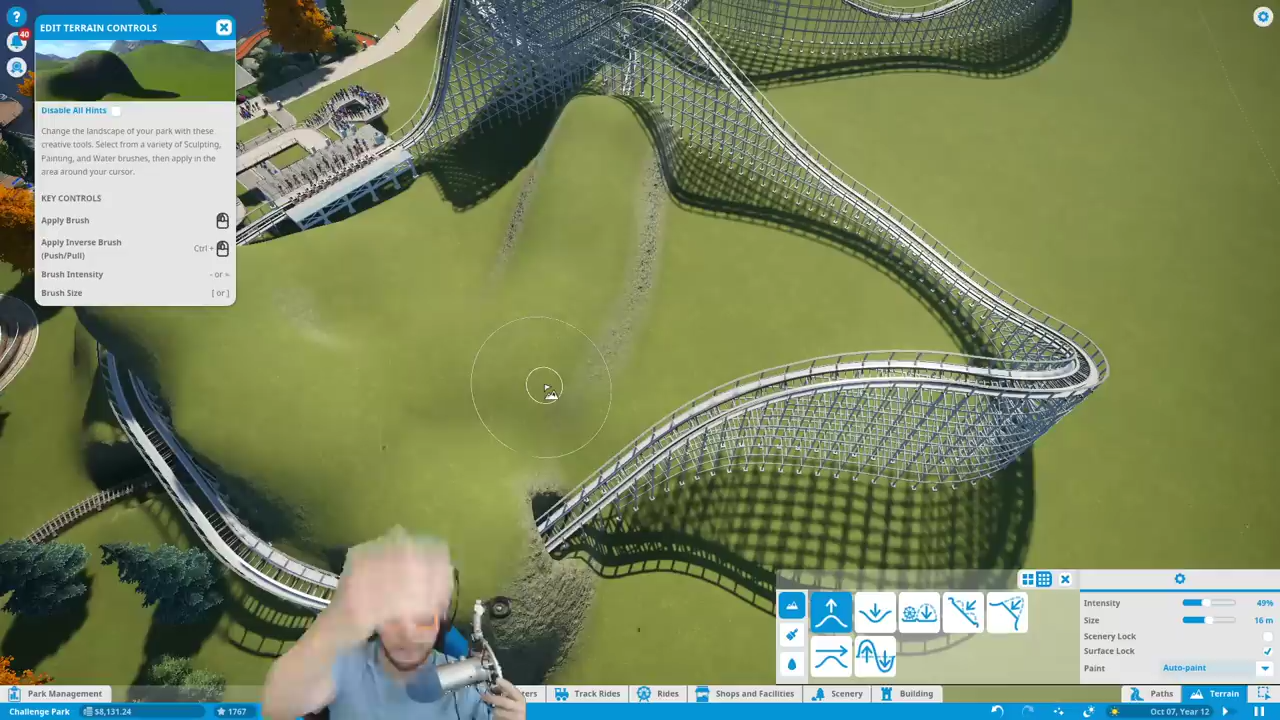 ?
40
EDIT TERRAIN CONTROLS
Disable All Hints
Change the landscape of your park with these
creative tools. Select from a variety of Sculpting,
Painting, and Water brushes, then apply in the
area around your cursor.
KEY CONTROLS
Apply Brush
Apply Inverse Brush
(Push/Pull)
Ctrl +
Brush Intensity
- or =
Brush Size
[ or ]
Intensity
49%
Size
16 m
Scenery Lock
Surface Lock
Paint
Auto-paint
Park Management
Track Rides
Rides
Shops and Facilities
Scenery
Building
Paths
Terrain
Challenge Park
$8,131.24
1767
Oct 07, Year 12